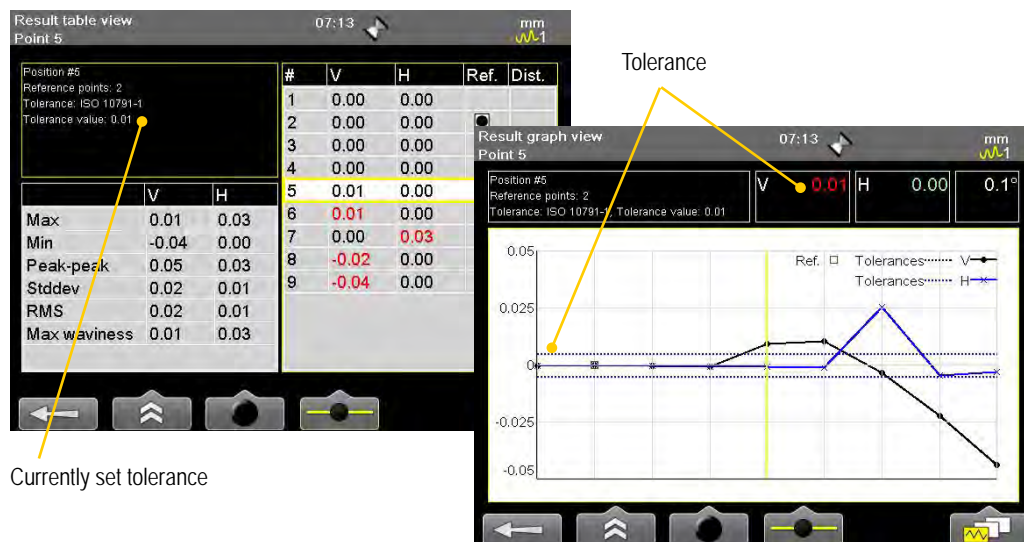 Result table view 07:13 mm
Point 5 1
Position #5
Reference points: 2
Tolerance: ISO 10791-1
Tolerance value: 0.01
V H
Max 0.01 0.03
Min -0.04 0.00
Peak-peak 0.05 0.03
Stddev 0.02 0.01
RMS 0.02 0.01
Max waviness 0.01 0.03
# V H Ref. Dist.
1 0.00 0.00
2 0.00 0.00
3 0.00 0.00
4 0.00 0.00
5 0.01 0.00
6 0.01 0.00
7 0.00 0.03
8 -0.02 0.00
9 -0.04 0.00
Currently set tolerance
Tolerance
Result graph view 07:13 mm
Point 5 1
Position #5
Reference points: 2
Tolerance: ISO 10791-1, Tolerance value: 0.01
V 0.01 H 0.00 0.1°
Ref. Tolerances V
Tolerances H
0.05
0.025
0
-0.025
-0.05